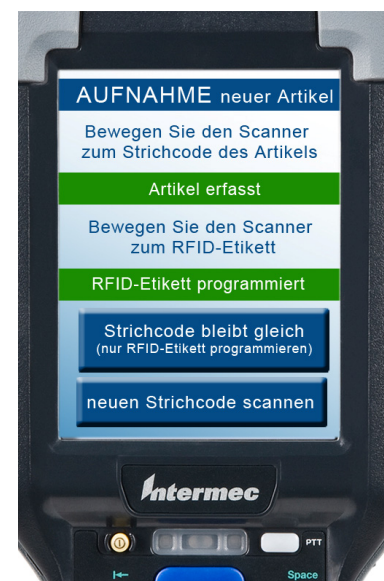 AUFNAHME neuer Artikel
Bewegen Sie den Scanner
zum Strichcode des Artikels
Artikel erfasst
Bewegen Sie den Scanner
zum RFID-Etikett
RFID-Etikett programmiert
Strichcode bleibt gleich
(nur RFID-Etikett programmieren)
neuen Strichcode scannen
Intermec
PTT
Space